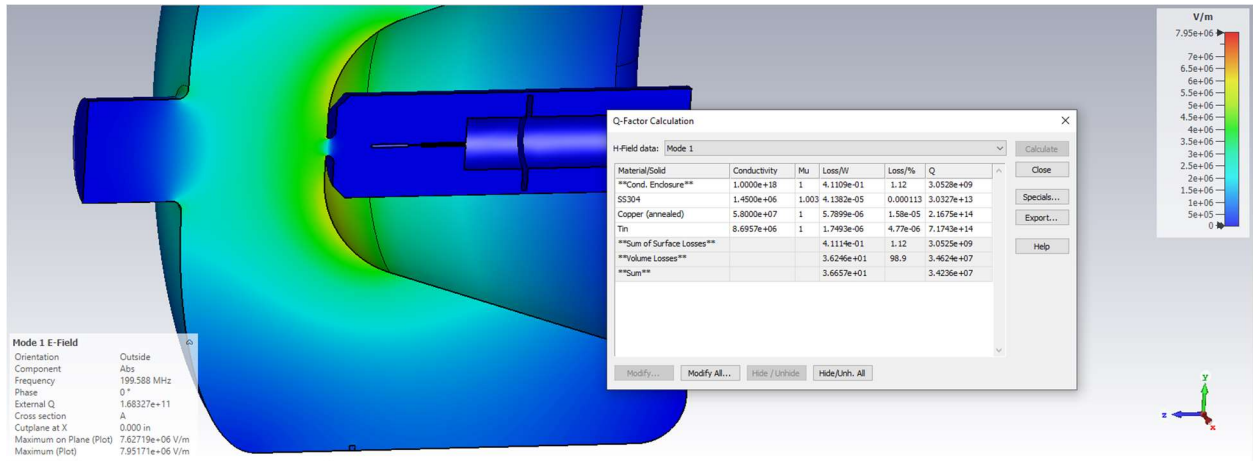 V/m
7.95e+06
7e+06
6.5e+06
6e+06
5.5e+06
5e+06
4.5e+06
4e+06
3.5e+06
3e+06
2.5e+06
2e+06
1.5e+06
1e+06
5e+05
0
Q-Factor Calculation
H-Field data: Mode 1 Calculate
Material/Solid Conductivity Mu Loss/W Loss/% Q Close
**Cond. Enclosure** 1.0000e+18 1 4.1109e-01 1.12 3.0528e+09
SS304 1.4500e+06 1.003 4.1382e-05 0.000113 3.0327e+13 Specials...
Copper (annealed) 5.8000e+07 1 5.7899e-06 1.58e-05 2.1675e+14 Export...
Tin 8.6957e+06 1 1.7493e-06 4.77e-06 7.1743e+14
**Sum of Surface Losses** 4.1114e-01 1.12 3.0525e+09 Help
**Volume Losses** 3.6246e+01 98.9 3.4624e+07
**Sum** 3.6657e+01 3.4236e+07
Modify... Modify All... Hide / Unhide Hide/Unh. All
Mode 1 E-Field
Orientation Outside
Component Abs
Frequency 199.588 MHz
Phase 0 °
External Q 1.68327e+11
Cross section A
Cutplane at X 0.000 in
Maximum on Plane (Plot) 7.62719e+06 V/m
Maximum (Plot) 7.95171e+06 V/m
Y
z
x